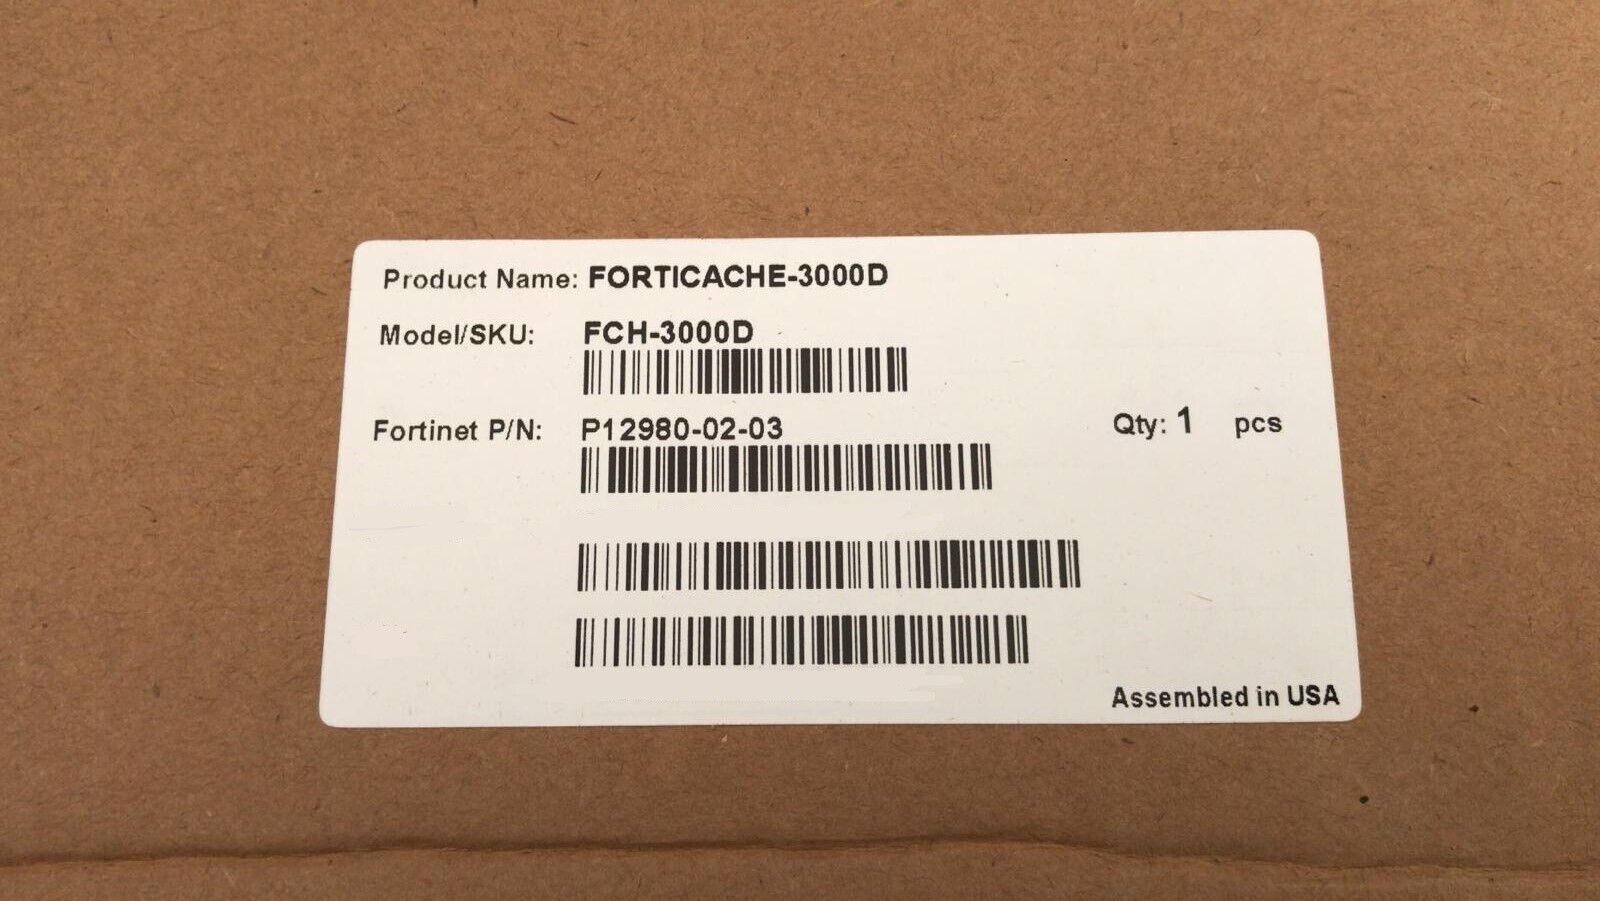 Product Name: FORTICACHE-3000D
Model/SKU: FCH-3000D
Fortinet P/N: P12980-02-03 Qty: 1 pcs
Assembled in USA